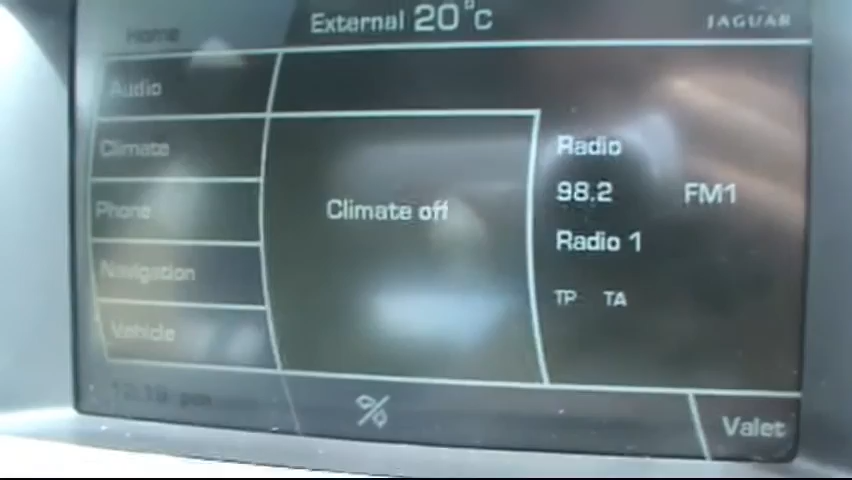 Home
External 20°C
JAGUAR
Audio
Climate
Phone
Navigation
Vehicle
Climate off
Radio
98.2 FM1
Radio 1
TP TA
pm
Valet